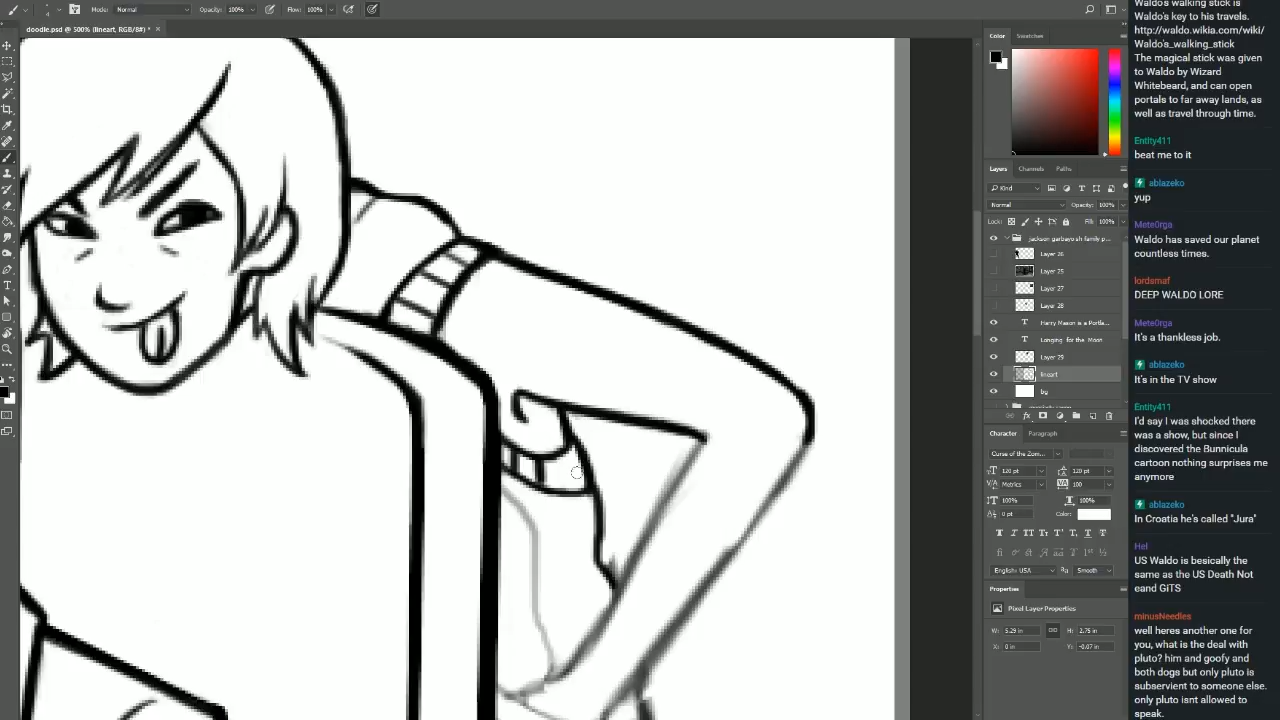 Mode: Normal Opacity: 100% Flow: 100%
doodle.psd @ 500% (lineart, RGB/8#) * ×
Color Swatches
Layers Channels Paths
Kind
Normal Opacity: 100%
Lock: Fill: 100%
Layer 26
Layer 25
Layer 27
Layer 28
Harry Mason is a Portla...
Longing for the Moon
Layer 29
lineart
bg
Character Paragraph
Curse of the Zom...
120 pt 120 pt
Metrics 100
100% 100%
0 pt Color:
English: USA Smooth
Properties
Pixel Layer Properties
W: 5.29 in H: 2.75 in
X: 0 in Y: -0.07 in
Waldo's walking stick is
Waldo's key to his travels.
http://waldo.wikia.com/wiki/
Waldo's_walking_stick
The magical stick was given
to Waldo by Wizard
Whitebeard, and can open
portals to far away lands, as
well as travel through time.
Entity411
beat me to it
ablazeko
yup
Mete0rga
Waldo has saved our planet
countless times.
lordsmaf
DEEP WALDO LORE
Mete0rga
It's a thankless job.
ablazeko
It's in the TV show
Entity411
I'd say I was shocked there
was a show, but since I
discovered the Bunnicula
cartoon nothing surprises me
anymore
ablazeko
In Croatia he's called "Jura"
Hel
US Waldo is besically the
same as the US Death Not
eand GITS
minusNeedles
well heres another one for
you, what is the deal with
pluto? him and goofy and
both dogs but only pluto is
subservient to someone else.
only pluto isnt allowed to
speak.